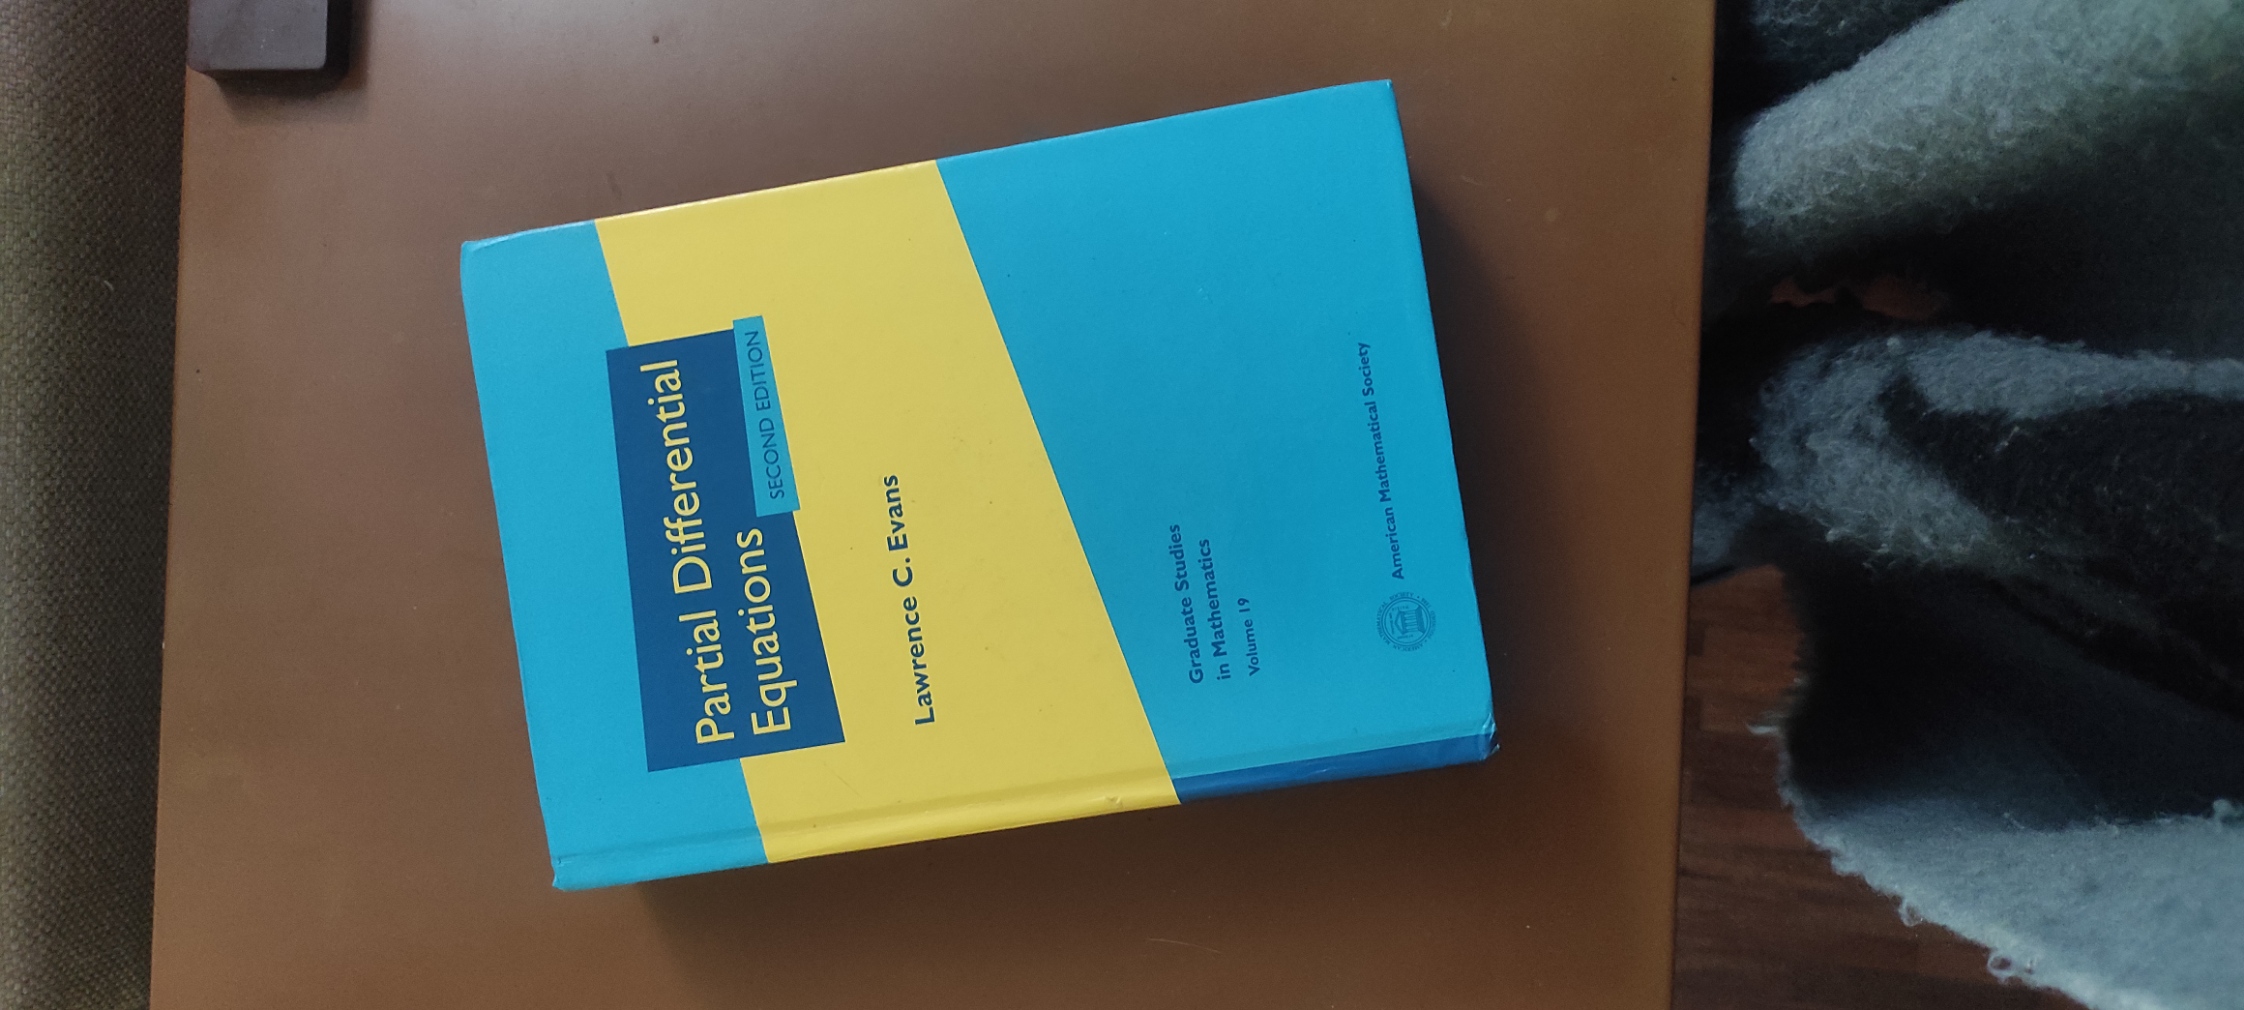 Partial Differential
Equations
SECOND EDITION
Lawrence C. Evans
Graduate Studies
in Mathematics
Volume 19
American Mathematical Society